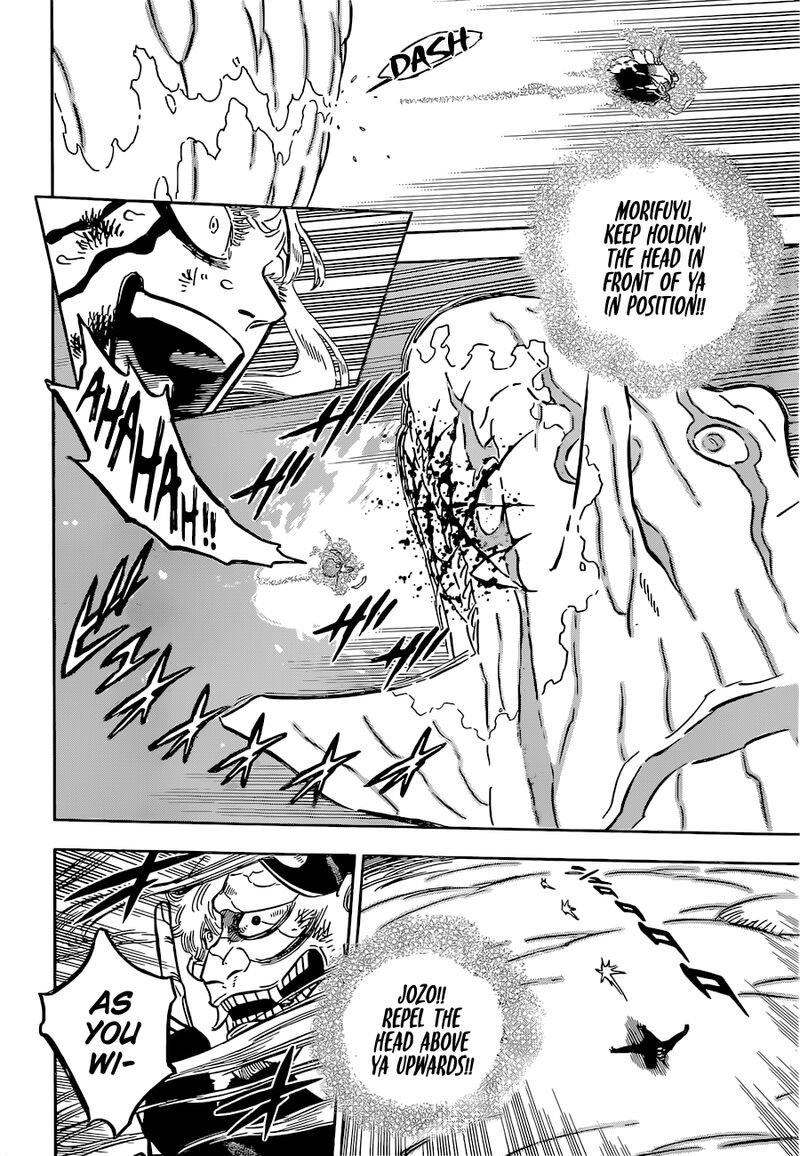 DASH
MORIFUYU,
KEEP HOLDIN'
THE HEAD IN
FRONT OF YA
IN POSITION!!
AHAHAHAH!!
JOZO!!
REPEL THE
HEAD ABOVE
YA UPWARDS!!
AS
YOU
WI-